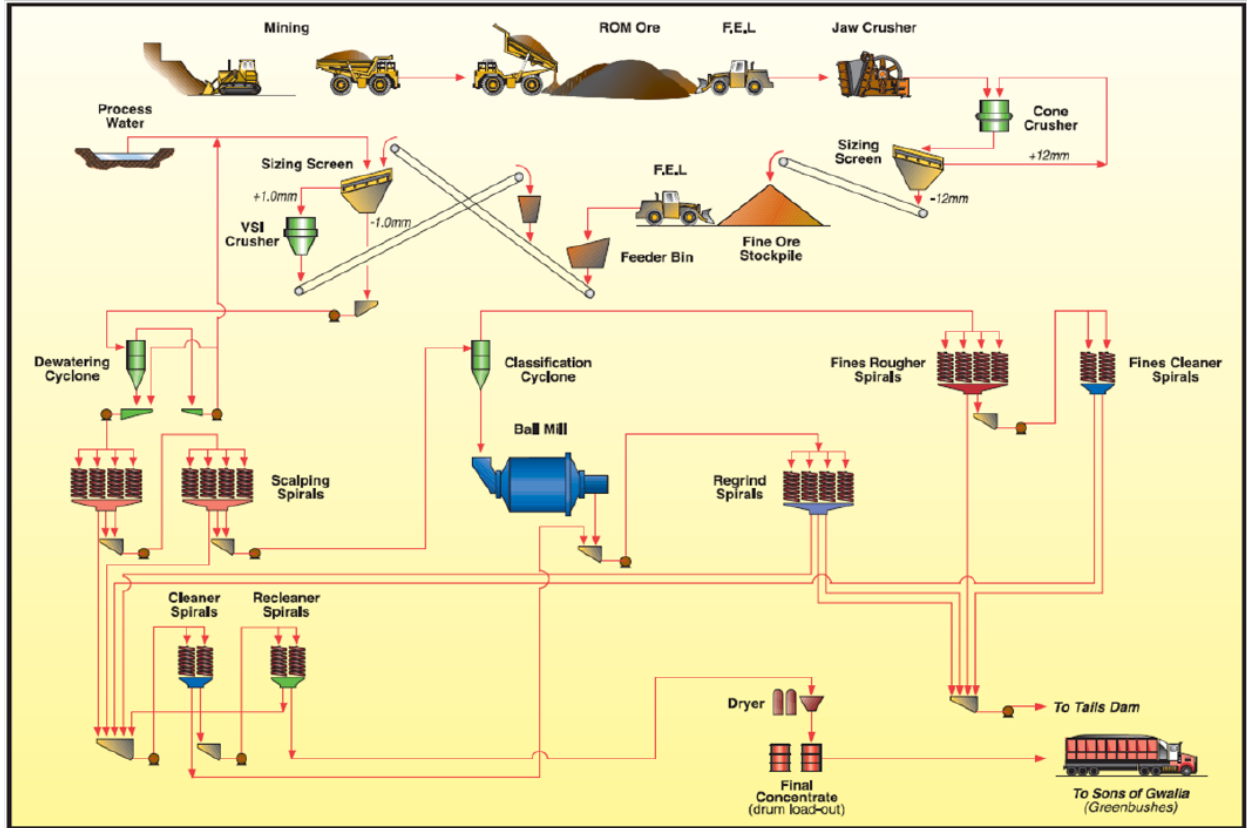 Mining
ROM Ore
F.E.L
Jaw Crusher
Process
Water
Cone
Crusher
Sizing Screen
Sizing
Screen
+12mm
-12mm
+1.0mm
-1.0mm
F.E.L
VSI
Crusher
Feeder Bin
Fine Ore
Stockpile
Dewatering
Cyclone
Classification
Cyclone
Fines Rougher
Spirals
Fines Cleaner
Spirals
Ball Mill
Scalping
Spirals
Regrind
Spirals
Cleaner
Spirals
Recleaner
Spirals
Dryer
To Tails Dam
Final
Concentrate
(drum load-out)
To Sons of Gwalia
(Greenbushes)